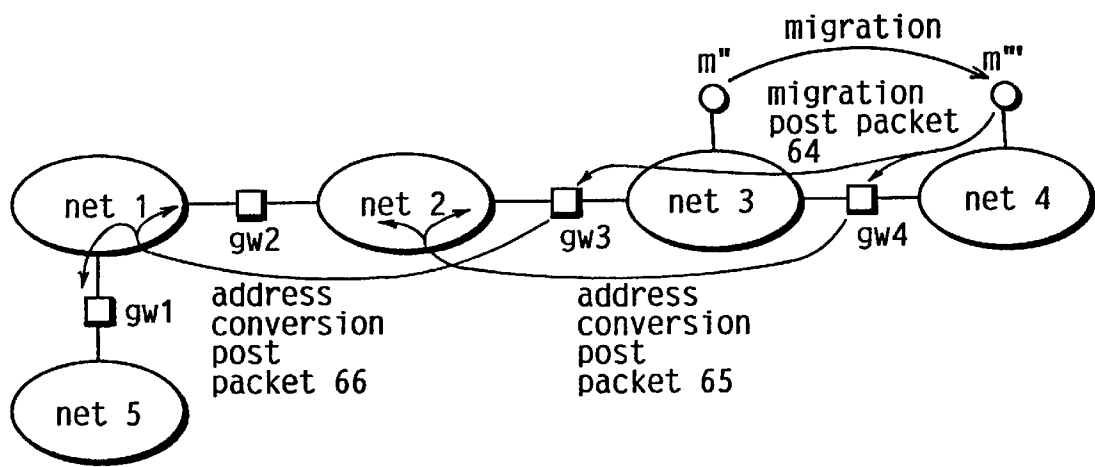 migration
m"
m"'
migration
post packet
64
net 1
net 2
net 3
net 4
gw2
gw3
gw4
gw1
address
conversion
post
packet 66
address
conversion
post
packet 65
net 5